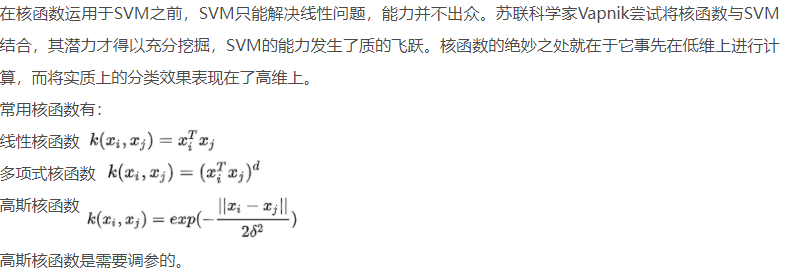 在核函数运用于SVM之前，SVM只能解决线性问题，能力并不出众。苏联科学家Vapnik尝试将核函数与SVM
结合，其潜力才得以充分挖掘，SVM的能力发生了质的飞跃。核函数的绝妙之处就在于它事先在低维上进行计
算，而将实质上的分类效果表现在了高维上。
常用核函数有：
线性核函数 k(x_i, x_j) = x_i^T x_j
多项式核函数 k(x_i, x_j) = (x_i^T x_j)^d
高斯核函数 k(x_i, x_j) = exp(-\frac{||x_i - x_j||}{2δ^2})
高斯核函数是需要调参的。